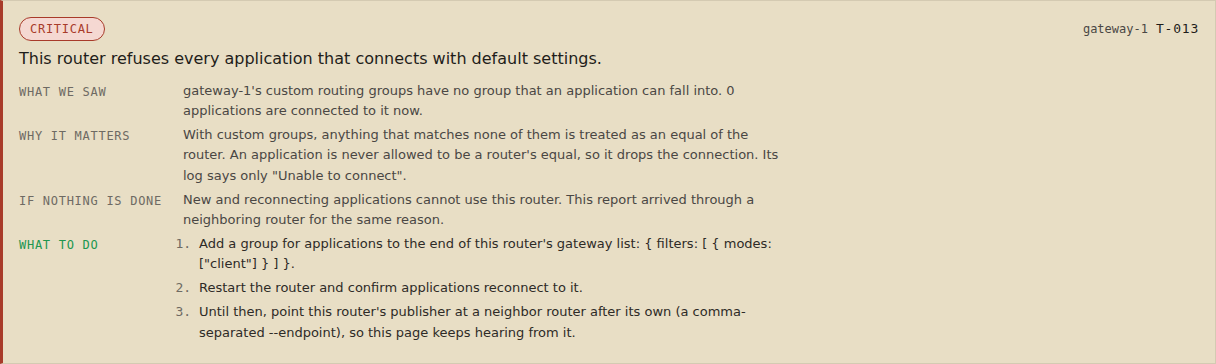 CRITICAL
gateway-1 T-013
This router refuses every application that connects with default settings.
WHAT WE SAW
gateway-1's custom routing groups have no group that an application can fall into. 0
applications are connected to it now.
WHY IT MATTERS
With custom groups, anything that matches none of them is treated as an equal of the
router. An application is never allowed to be a router's equal, so it drops the connection. Its
log says only "Unable to connect".
IF NOTHING IS DONE
New and reconnecting applications cannot use this router. This report arrived through a
neighboring router for the same reason.
WHAT TO DO
1. Add a group for applications to the end of this router's gateway list: { filters: [ { modes:
["client"] } ] }.
2. Restart the router and confirm applications reconnect to it.
3. Until then, point this router's publisher at a neighbor router after its own (a comma-
separated --endpoint), so this page keeps hearing from it.